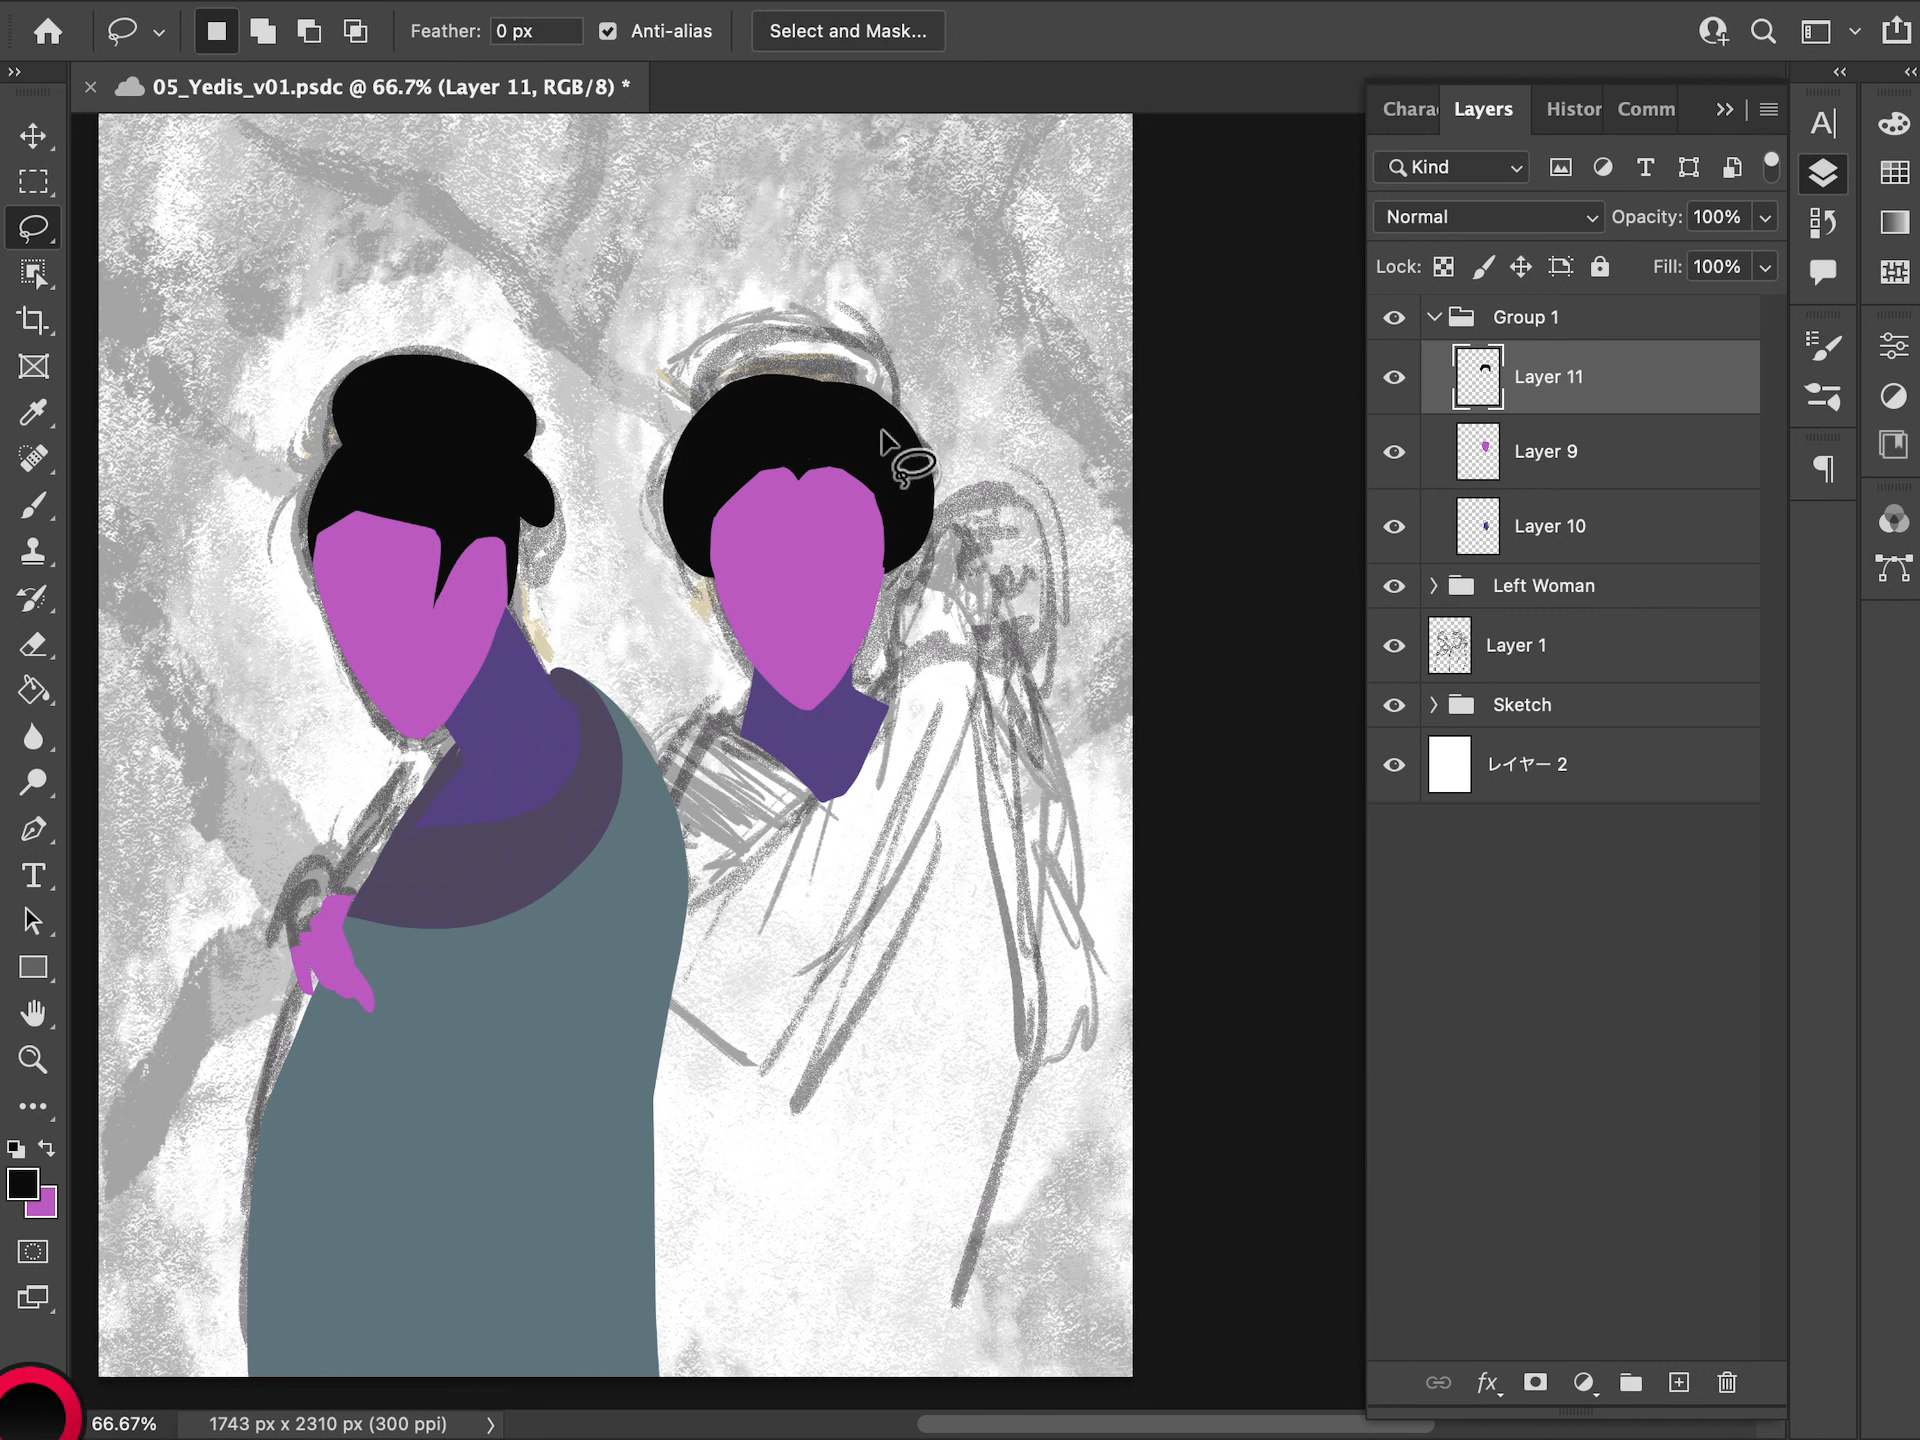 Feather: 0 px Anti-alias Select and Mask...
05_Yedis_v01.psdc @ 66.7% (Layer 11, RGB/8) *
Chara Layers Histor Comm
Kind
Normal Opacity: 100%
Lock: Fill: 100%
Group 1
Layer 11
Layer 9
Layer 10
Left Woman
Layer 1
Sketch
レイヤー 2
66.67% 1743 px x 2310 px (300 ppi)